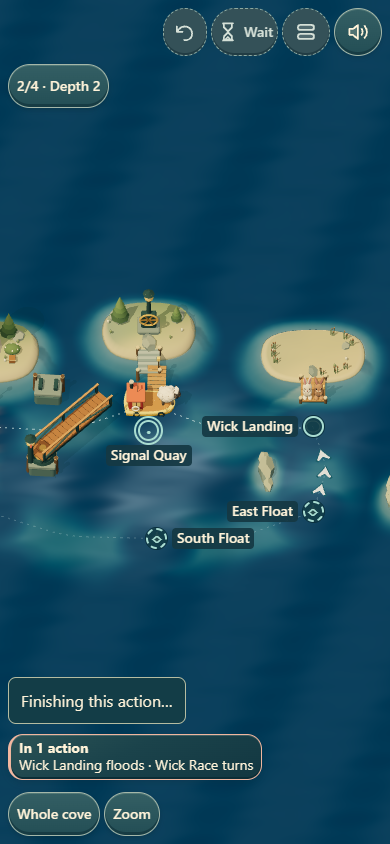 Wait
2/4 · Depth 2
Wick Landing
Signal Quay
East Float
South Float
Finishing this action...
In 1 action
Wick Landing floods · Wick Race turns
Whole cove
Zoom